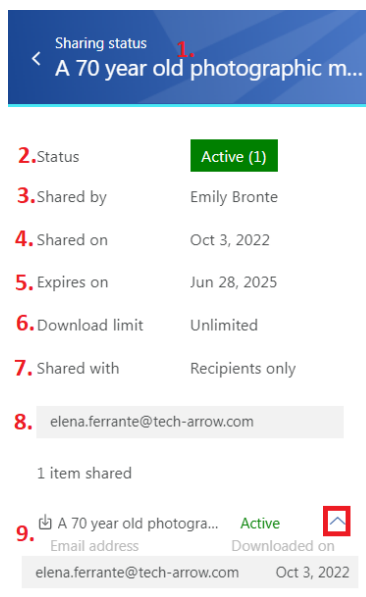 Sharing status
1.
A 70 year old photographic m...
2. Status Active (1)
3. Shared by Emily Bronte
4. Shared on Oct 3, 2022
5. Expires on Jun 28, 2025
6. Download limit Unlimited
7. Shared with Recipients only
8. elena.ferrante@tech-arrow.com
1 item shared
9. A 70 year old photogra... Active
Email address Downloaded on
elena.ferrante@tech-arrow.com Oct 3, 2022